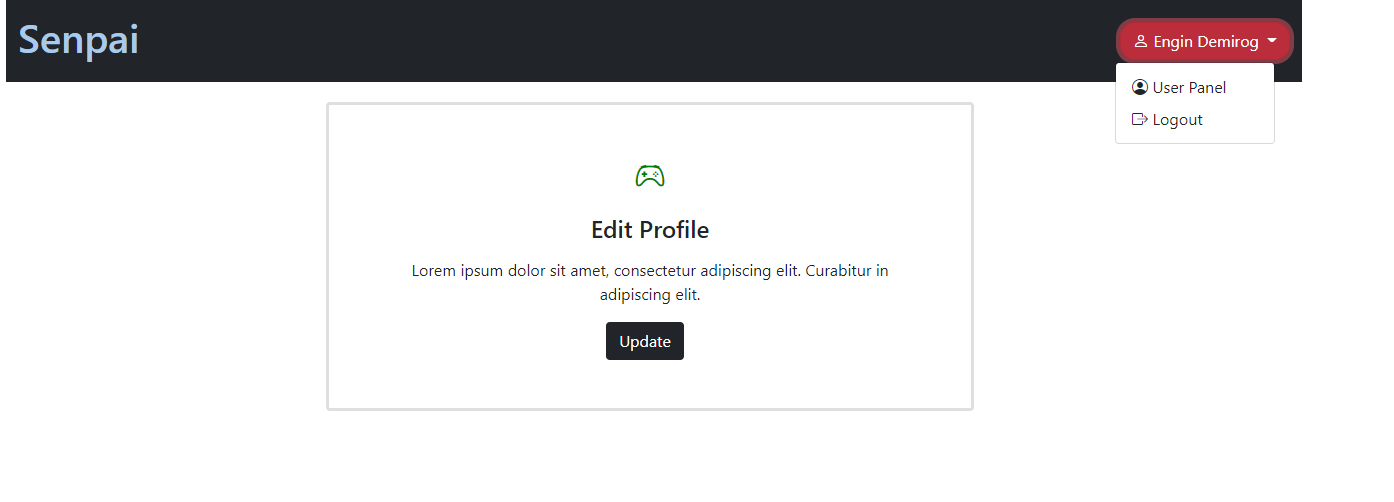 Senpai
Engin Demirog
User Panel
Logout
Edit Profile
Lorem ipsum dolor sit amet, consectetur adipiscing elit. Curabitur in
adipiscing elit.
Update